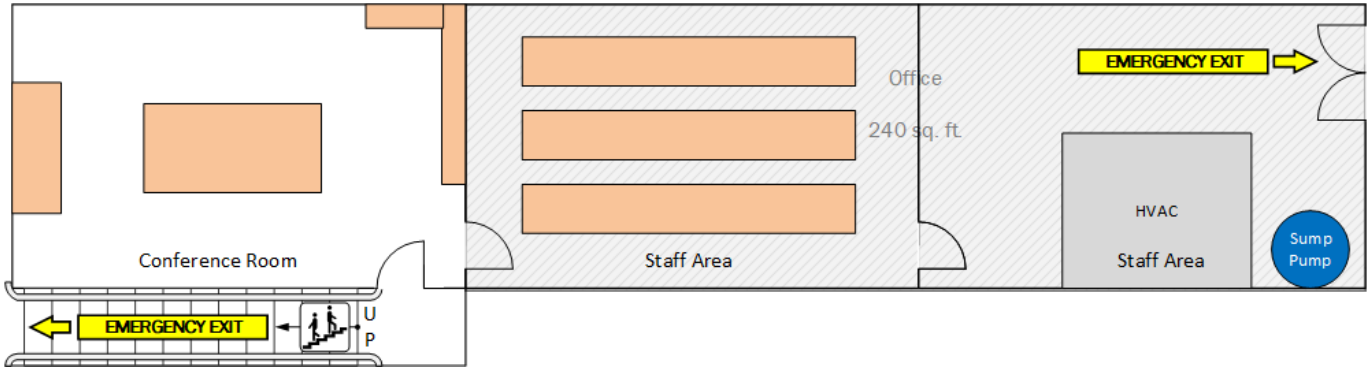 EMERGENCY EXIT
Office
240 sq. ft.
HVAC
Sump
Pump
Conference Room
Staff Area
Staff Area
EMERGENCY EXIT
U
P